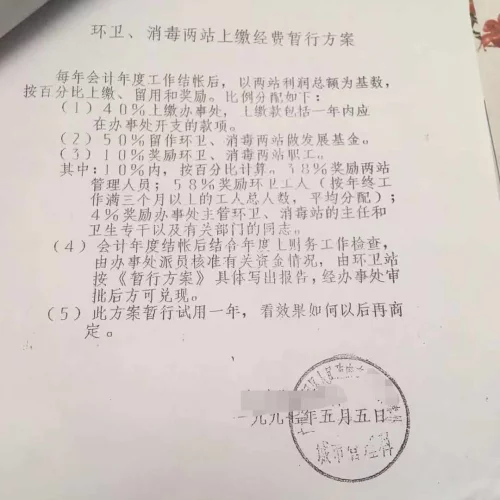 环卫、消毒两站上缴经费暂行方案
每年会计年度工作结帐后，以两站利润总额为基数，
按百分比上缴、留用和奖励。比例分配如下：
（1）40%上缴办事处，上缴款包括一年内应
在办事处开支的款项。
（2）50%留作环卫、消毒两站做发展基金。
（3）10%奖励环卫、消毒两站职工。
其中：10%内，按百分比计算。38%奖励两站
管理人员；58%奖励环卫工人（按年终工
作满三个月以上的工人总人数，平均分配）；
4%奖励办事处主管环卫、消毒站的主任和
卫生专干以及有关部门的同志。
（4）会计年度结帐后结合年度上财务工作检查，
由办事处派员核准有关资金情况，由环卫站
按《暂行方案》具体写出报告，经办事处审
批后方可兑现。
（5）此方案暂行试用一年，看效果如何以后再商
定。
一九九七年五月五日
城市管理科